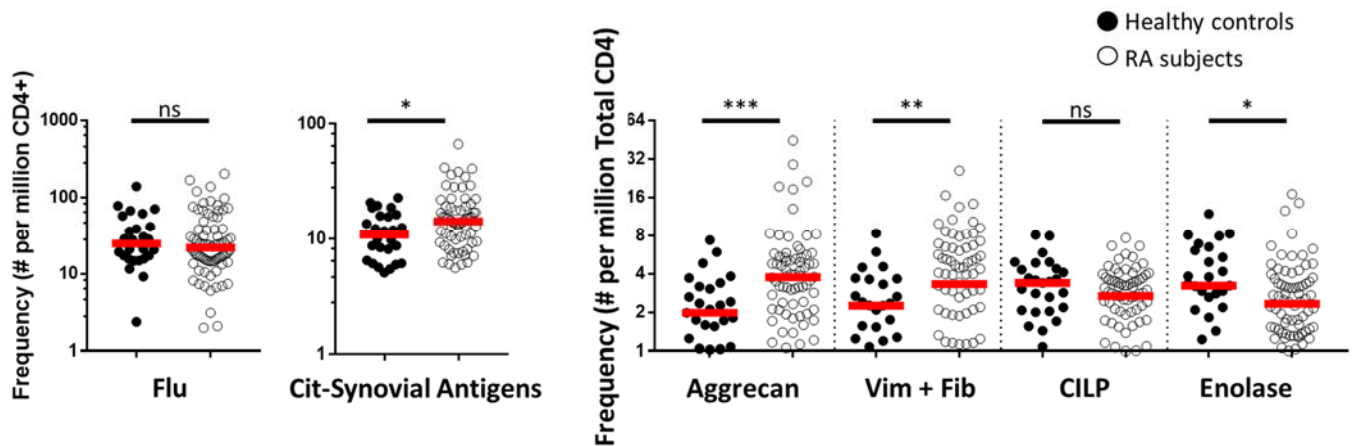 Healthy controls
RA subjects
Frequency (# per million CD4+)
ns
1000
100
10
1
Flu
*
100
10
1
Cit-Synovial Antigens
Frequency (# per million Total CD4)
64
32
16
8
4
2
1
***
**
ns
*
Aggrecan
Vim + Fib
CILP
Enolase